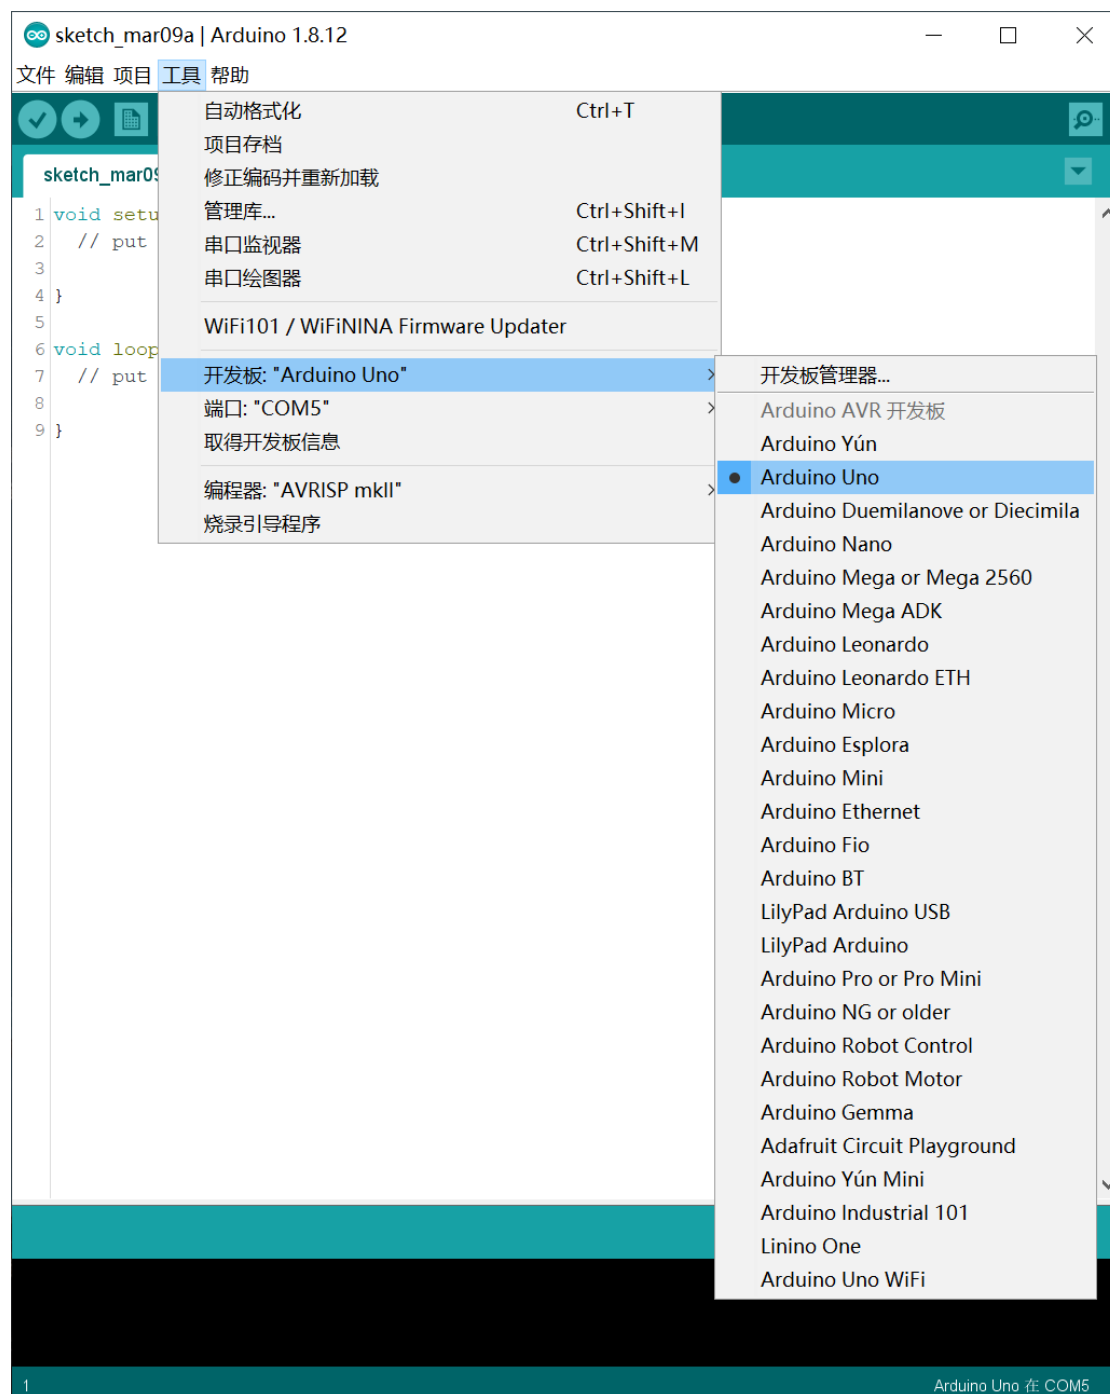 sketch_mar09a | Arduino 1.8.12
文件 编辑 项目 工具 帮助
自动格式化 Ctrl+T
项目存档
修正编码并重新加载
管理库... Ctrl+Shift+I
串口监视器 Ctrl+Shift+M
串口绘图器 Ctrl+Shift+L
WiFi101 / WiFiNINA Firmware Updater
开发板: "Arduino Uno"
端口: "COM5"
取得开发板信息
编程器: "AVRISP mkII"
烧录引导程序
开发板管理器...
Arduino AVR 开发板
Arduino Yún
Arduino Uno
Arduino Duemilanove or Diecimila
Arduino Nano
Arduino Mega or Mega 2560
Arduino Mega ADK
Arduino Leonardo
Arduino Leonardo ETH
Arduino Micro
Arduino Esplora
Arduino Mini
Arduino Ethernet
Arduino Fio
Arduino BT
LilyPad Arduino USB
LilyPad Arduino
Arduino Pro or Pro Mini
Arduino NG or older
Arduino Robot Control
Arduino Robot Motor
Arduino Gemma
Adafruit Circuit Playground
Arduino Yún Mini
Arduino Industrial 101
Linino One
Arduino Uno WiFi
sketch_mar09
1 void setu
2 // put
3
4 }
5
6 void loop
7 // put
8
9 }
1 Arduino Uno 在 COM5